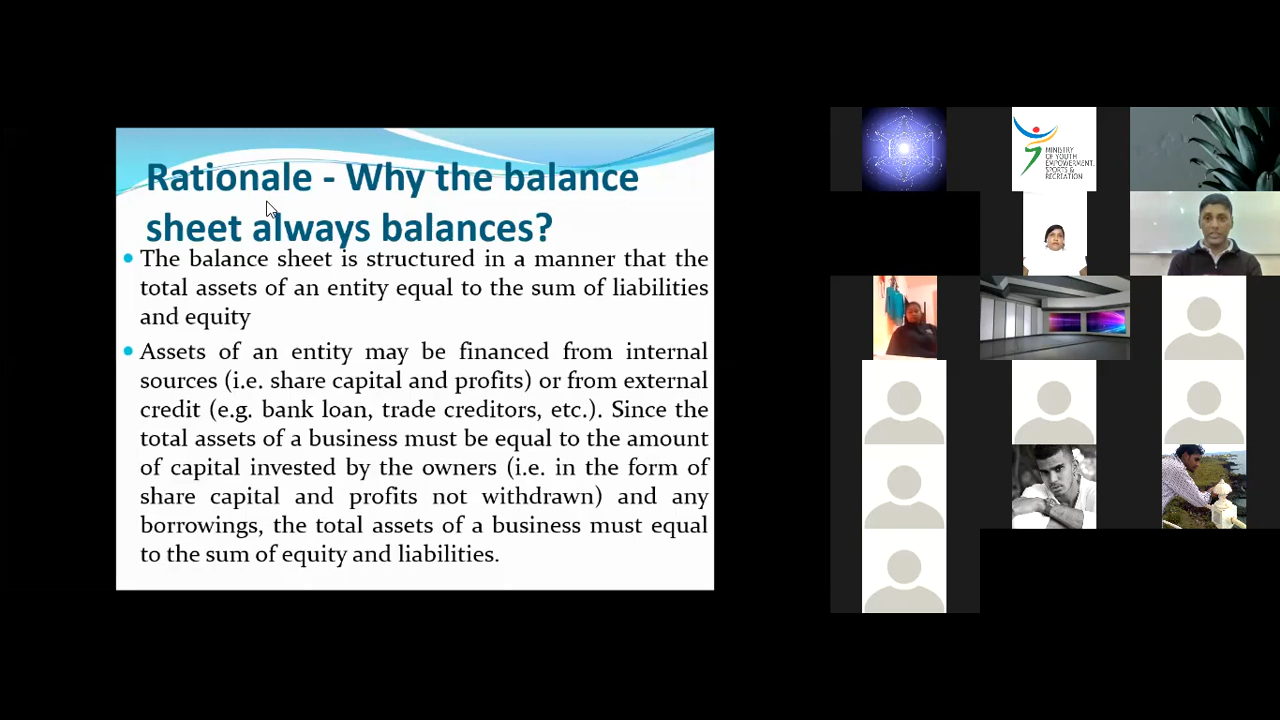 Rationale - Why the balance
sheet always balances?
• The balance sheet is structured in a manner that the
total assets of an entity equal to the sum of liabilities
and equity
• Assets of an entity may be financed from internal
sources (i.e. share capital and profits) or from external
credit (e.g. bank loan, trade creditors, etc.). Since the
total assets of a business must be equal to the amount
of capital invested by the owners (i.e. in the form of
share capital and profits not withdrawn) and any
borrowings, the total assets of a business must equal
to the sum of equity and liabilities.
MINISTRY
OF YOUTH
EMPOWERMENT,
SPORTS &
RECREATION